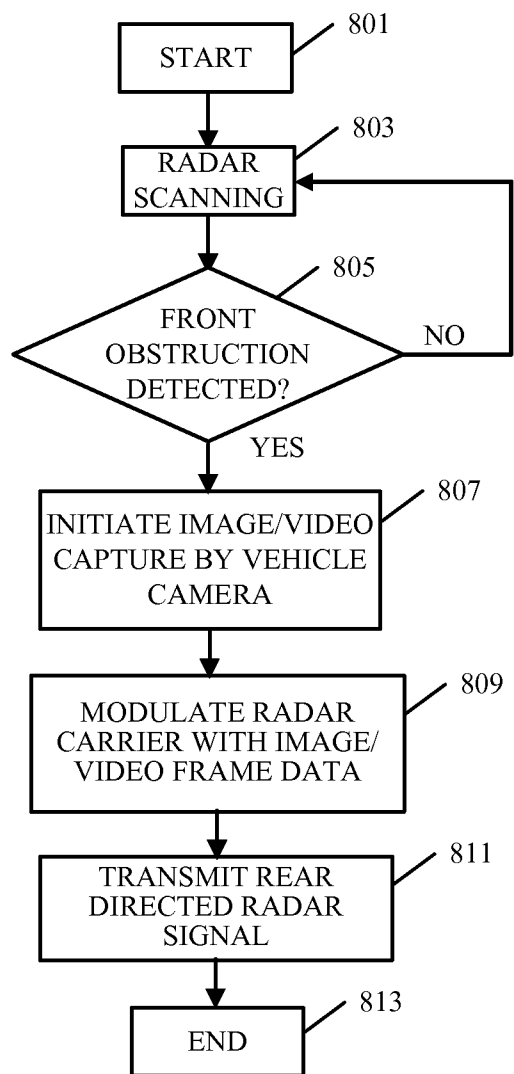 801
START
803
RADAR
SCANNING
805
FRONT
OBSTRUCTION
DETECTED?
NO
YES
807
INITIATE IMAGE/VIDEO
CAPTURE BY VEHICLE
CAMERA
809
MODULATE RADAR
CARRIER WITH IMAGE/
VIDEO FRAME DATA
811
TRANSMIT REAR
DIRECTED RADAR
SIGNAL
813
END